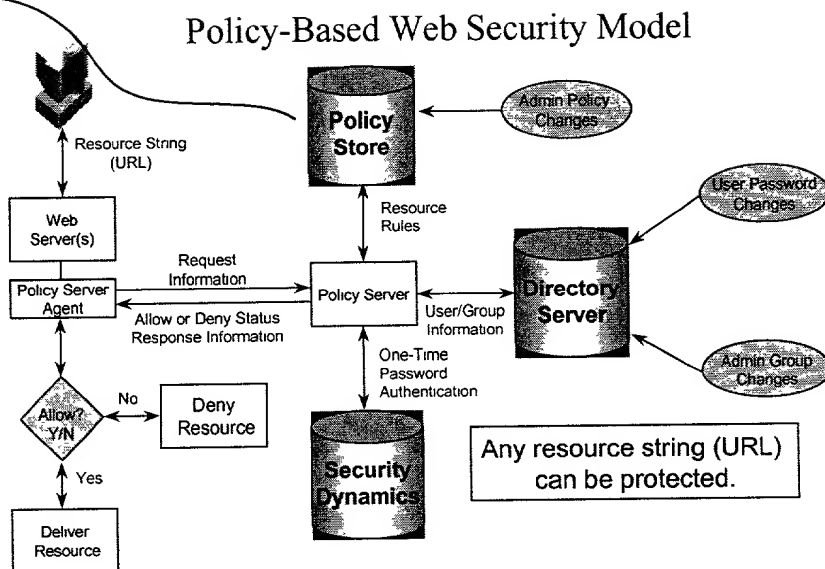 Policy-Based Web Security Model
Resource String
(URL)
Policy
Store
Admin Policy
Changes
User Password
Changes
Resource
Rules
Web
Server(s)
Request
Information
Policy Server
Agent
Policy Server
Allow or Deny Status
Response Information
User/Group
Information
Directory
Server
One-Time
Password
Authentication
Admin Group
Changes
Allow?
Y/N
No
Deny
Resource
Yes
Security
Dynamics
Any resource string (URL)
can be protected.
Deliver
Resource